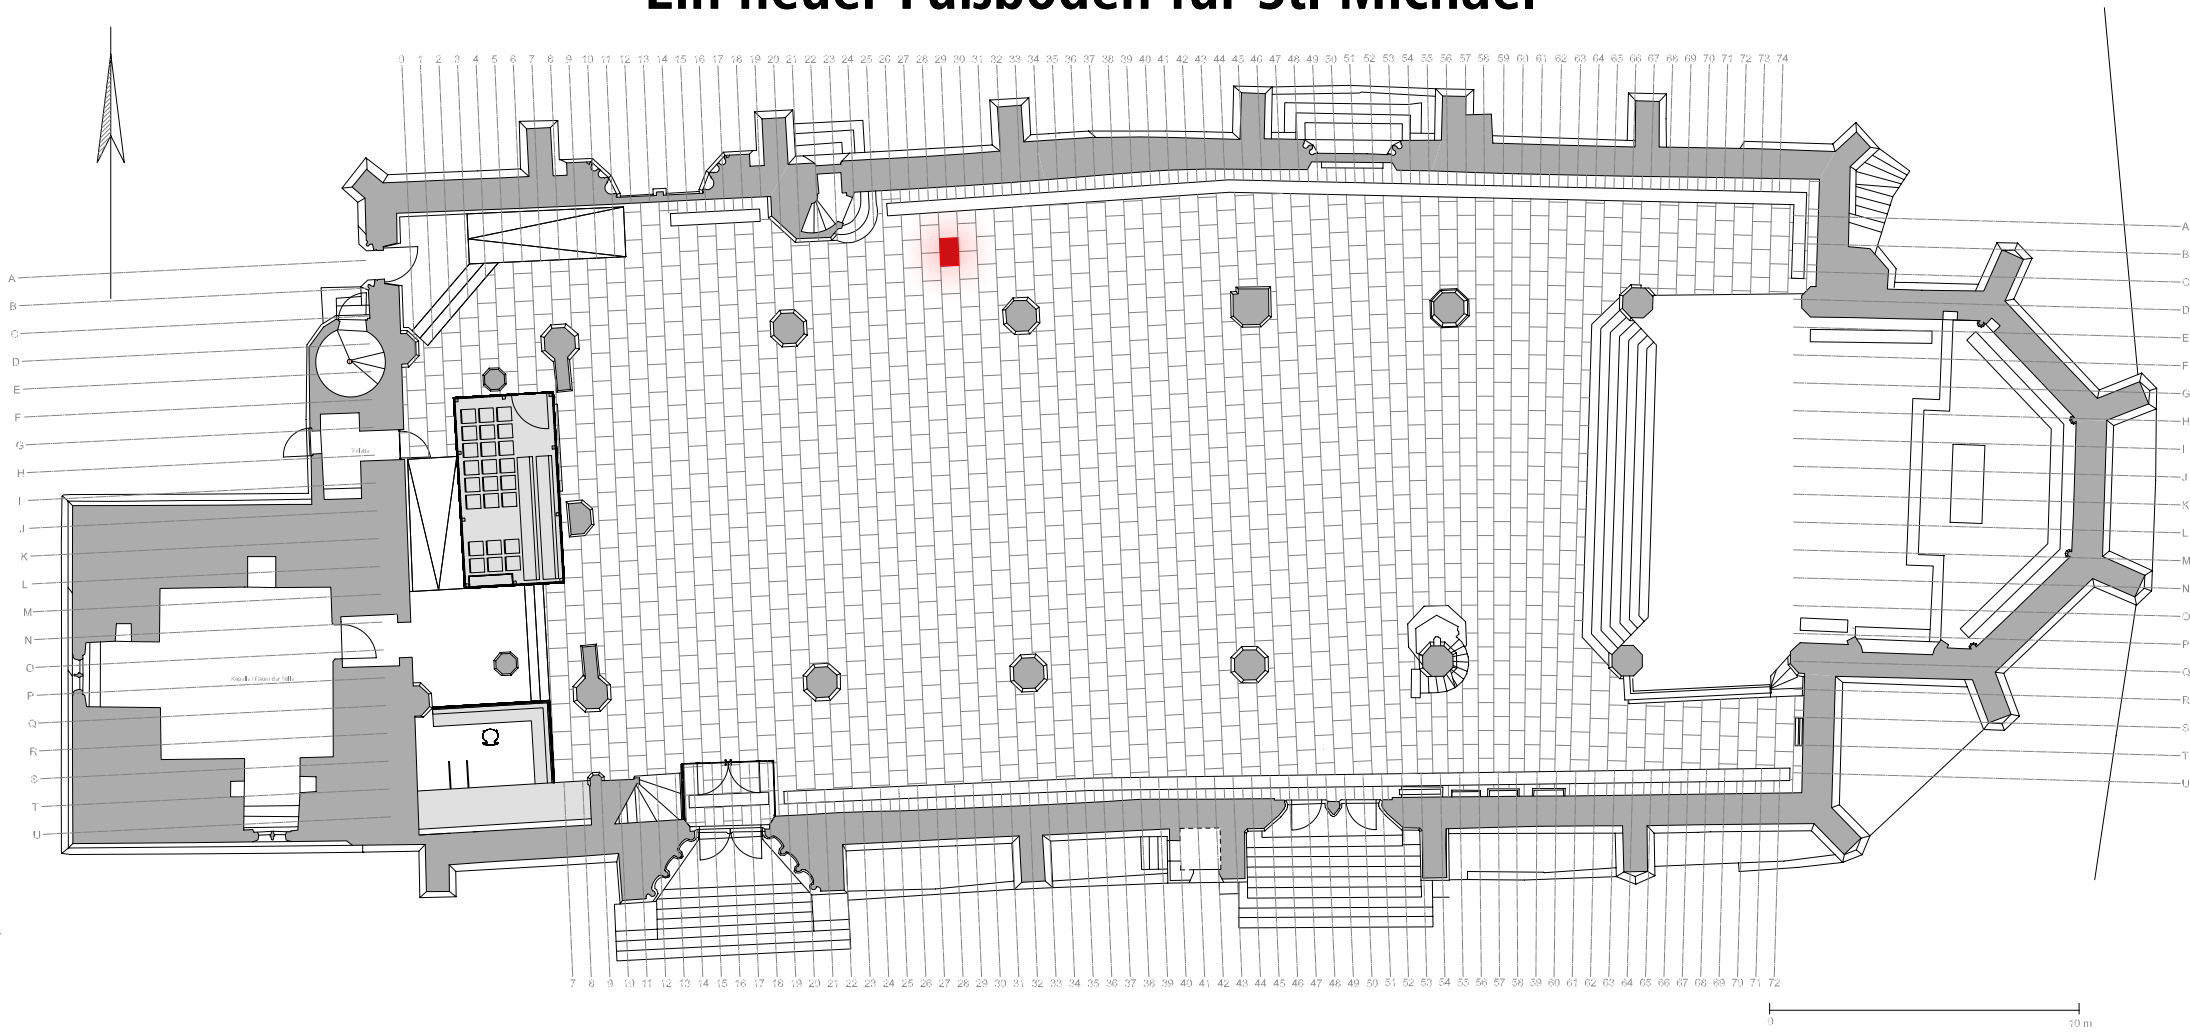 Ein neuer Fußboden für St. Michael
0 1 2 3 4 5 6 7 8 9 10 11 12 13 14 15 16 17 18 19 20 21 22 23 24 25 26 27 28 29 30 31 32 33 34 35 36 37 38 39 40 41 42 43 44 45 46 47 48 49 50 51 52 53 54 55 56 57 58 59 60 61 62 63 64 65 66 67 68 69 70 71 72 73 74
A
B
C
D
E
F
G
H
I
J
K
L
M
N
O
P
Q
R
S
T
U
Kapelle / Raum der Stille
A
B
C
D
E
F
G
H
I
J
K
L
M
N
O
P
Q
R
S
T
U
7 8 9 10 11 12 13 14 15 16 17 18 19 20 21 22 23 24 25 26 27 28 29 30 31 32 33 34 35 36 37 38 39 40 41 42 43 44 45 46 47 48 49 50 51 52 53 54 55 56 57 58 59 60 61 62 63 64 65 66 67 68 69 70 71 72
0 10 m